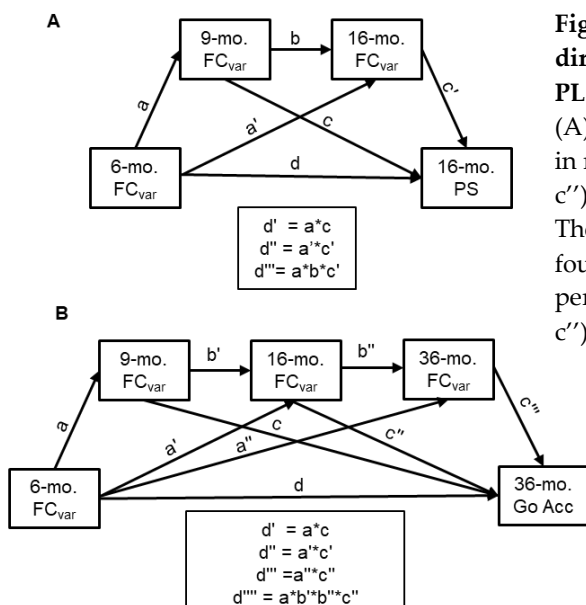 A
9-mo.
FCvar
b
16-mo.
FCvar
a
a'
c
c'
6-mo.
FCvar
d
16-mo.
PS
d' = a*c
d'' = a'*c'
d'''= a*b*c'
B
9-mo.
FCvar
b'
16-mo.
FCvar
b''
36-mo.
FCvar
a
a'
a''
c
c''
c'''
6-mo.
FCvar
d
36-mo.
Go Acc
d' = a*c
d'' = a'*c'
d''' =a''*c''
d'''' = a*b'*b''*c''
Fig
dir
PL
(A)
in r
c'')
The
fou
per
c'')